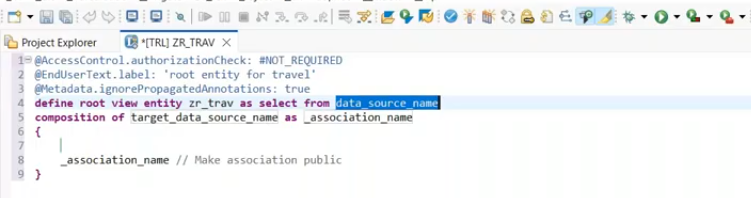 Project Explorer
*[TRL] ZR_TRAV
1 @AccessControl.authorizationCheck: #NOT_REQUIRED
2 @EndUserText.label: 'root entity for travel'
3 @Metadata.ignorePropagatedAnnotations: true
4 define root view entity zr_trav as select from data_source_name
5 composition of target_data_source_name as _association_name
6 {
7
8 _association_name // Make association public
9 }